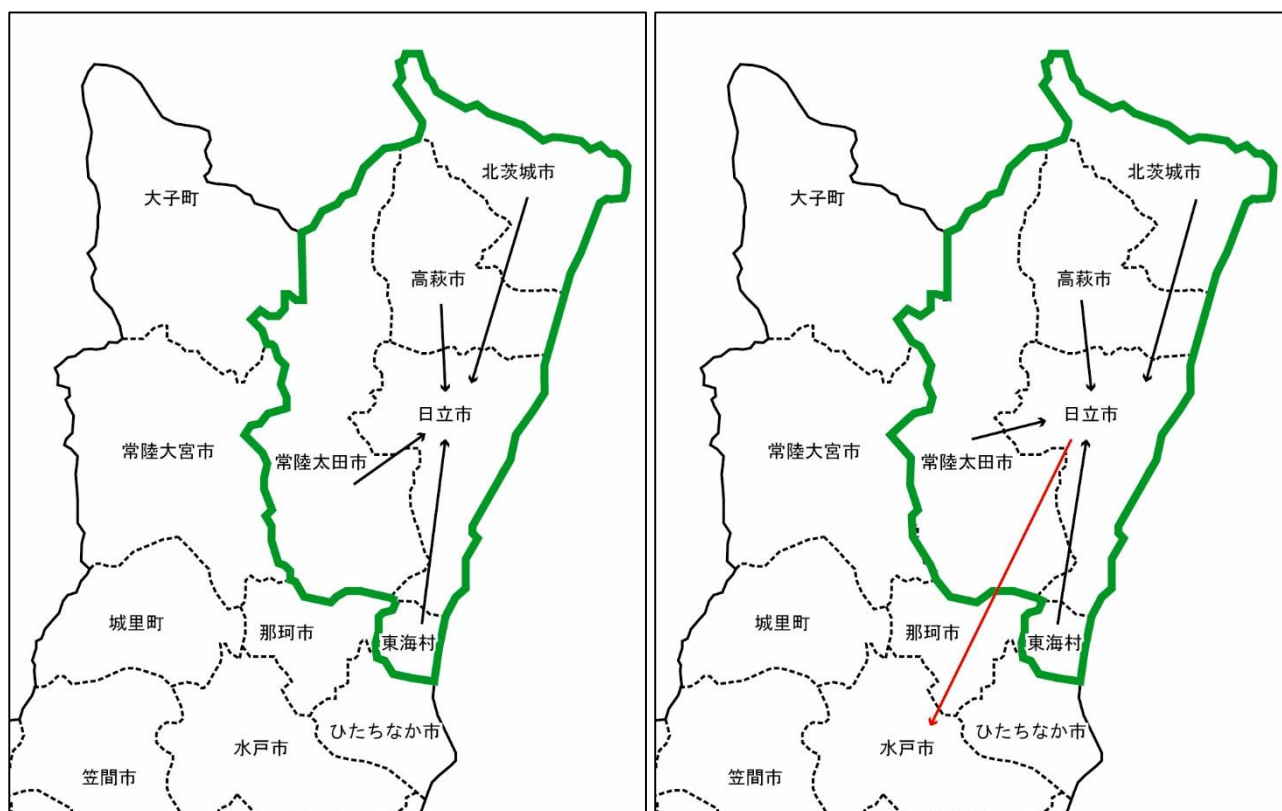 北茨城市
大子町
高萩市
日立市
常陸大宮市
常陸太田市
城里町
那珂市
東海村
ひたちなか市
水戸市
笠間市
北茨城市
大子町
高萩市
日立市
常陸大宮市
常陸太田市
城里町
那珂市
東海村
ひたちなか市
水戸市
笠間市